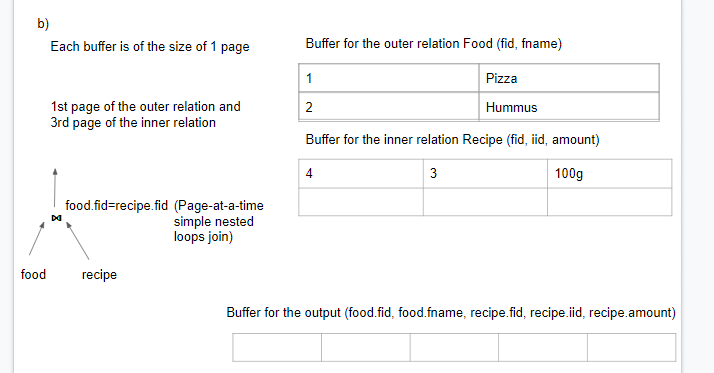 b)
Each buffer is of the size of 1 page
Buffer for the outer relation Food (fid, fname)
1 Pizza
2 Hummus
1st page of the outer relation and
3rd page of the inner relation
Buffer for the inner relation Recipe (fid, iid, amount)
4 3 100g
food.fid=recipe.fid (Page-at-a-time
simple nested
loops join)
⋈
food recipe
Buffer for the output (food.fid, food.fname, recipe.fid, recipe.iid, recipe.amount)